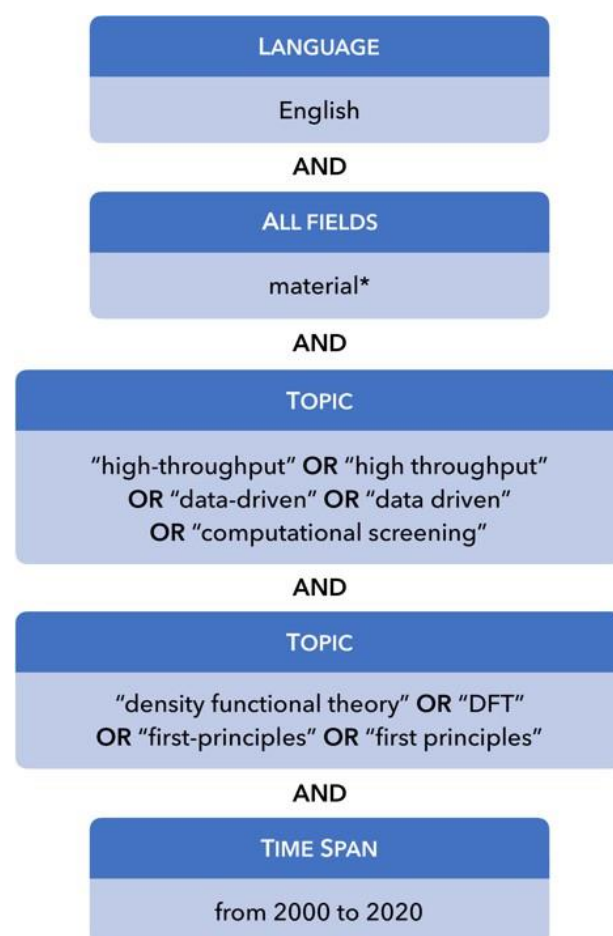 LANGUAGE
English
AND
ALL FIELDS
material*
AND
TOPIC
“high-throughput” OR “high throughput”
OR “data-driven” OR “data driven”
OR “computational screening”
AND
TOPIC
“density functional theory” OR “DFT”
OR “first-principles” OR “first principles”
AND
TIME SPAN
from 2000 to 2020